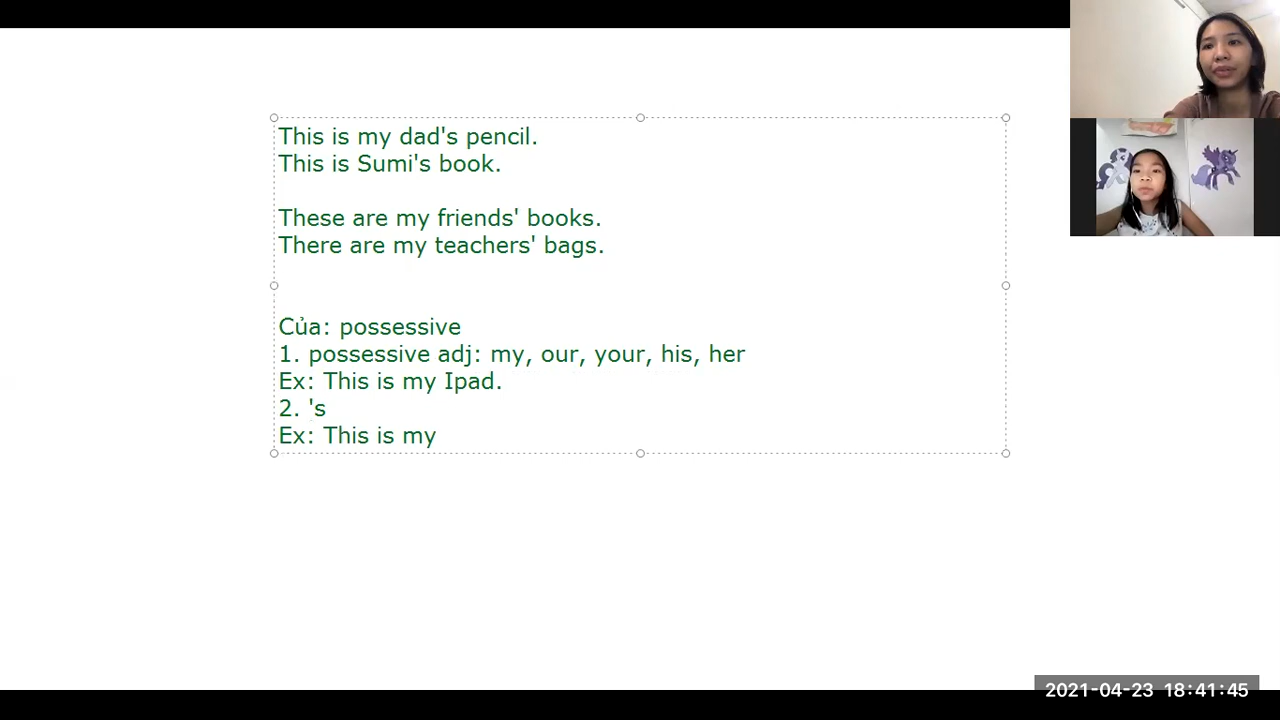 This is my dad's pencil.
This is Sumi's book.
These are my friends' books.
There are my teachers' bags.
Của: possessive
1. possessive adj: my, our, your, his, her
Ex: This is my Ipad.
2. 's
Ex: This is my
2021-04-23 18:41:45